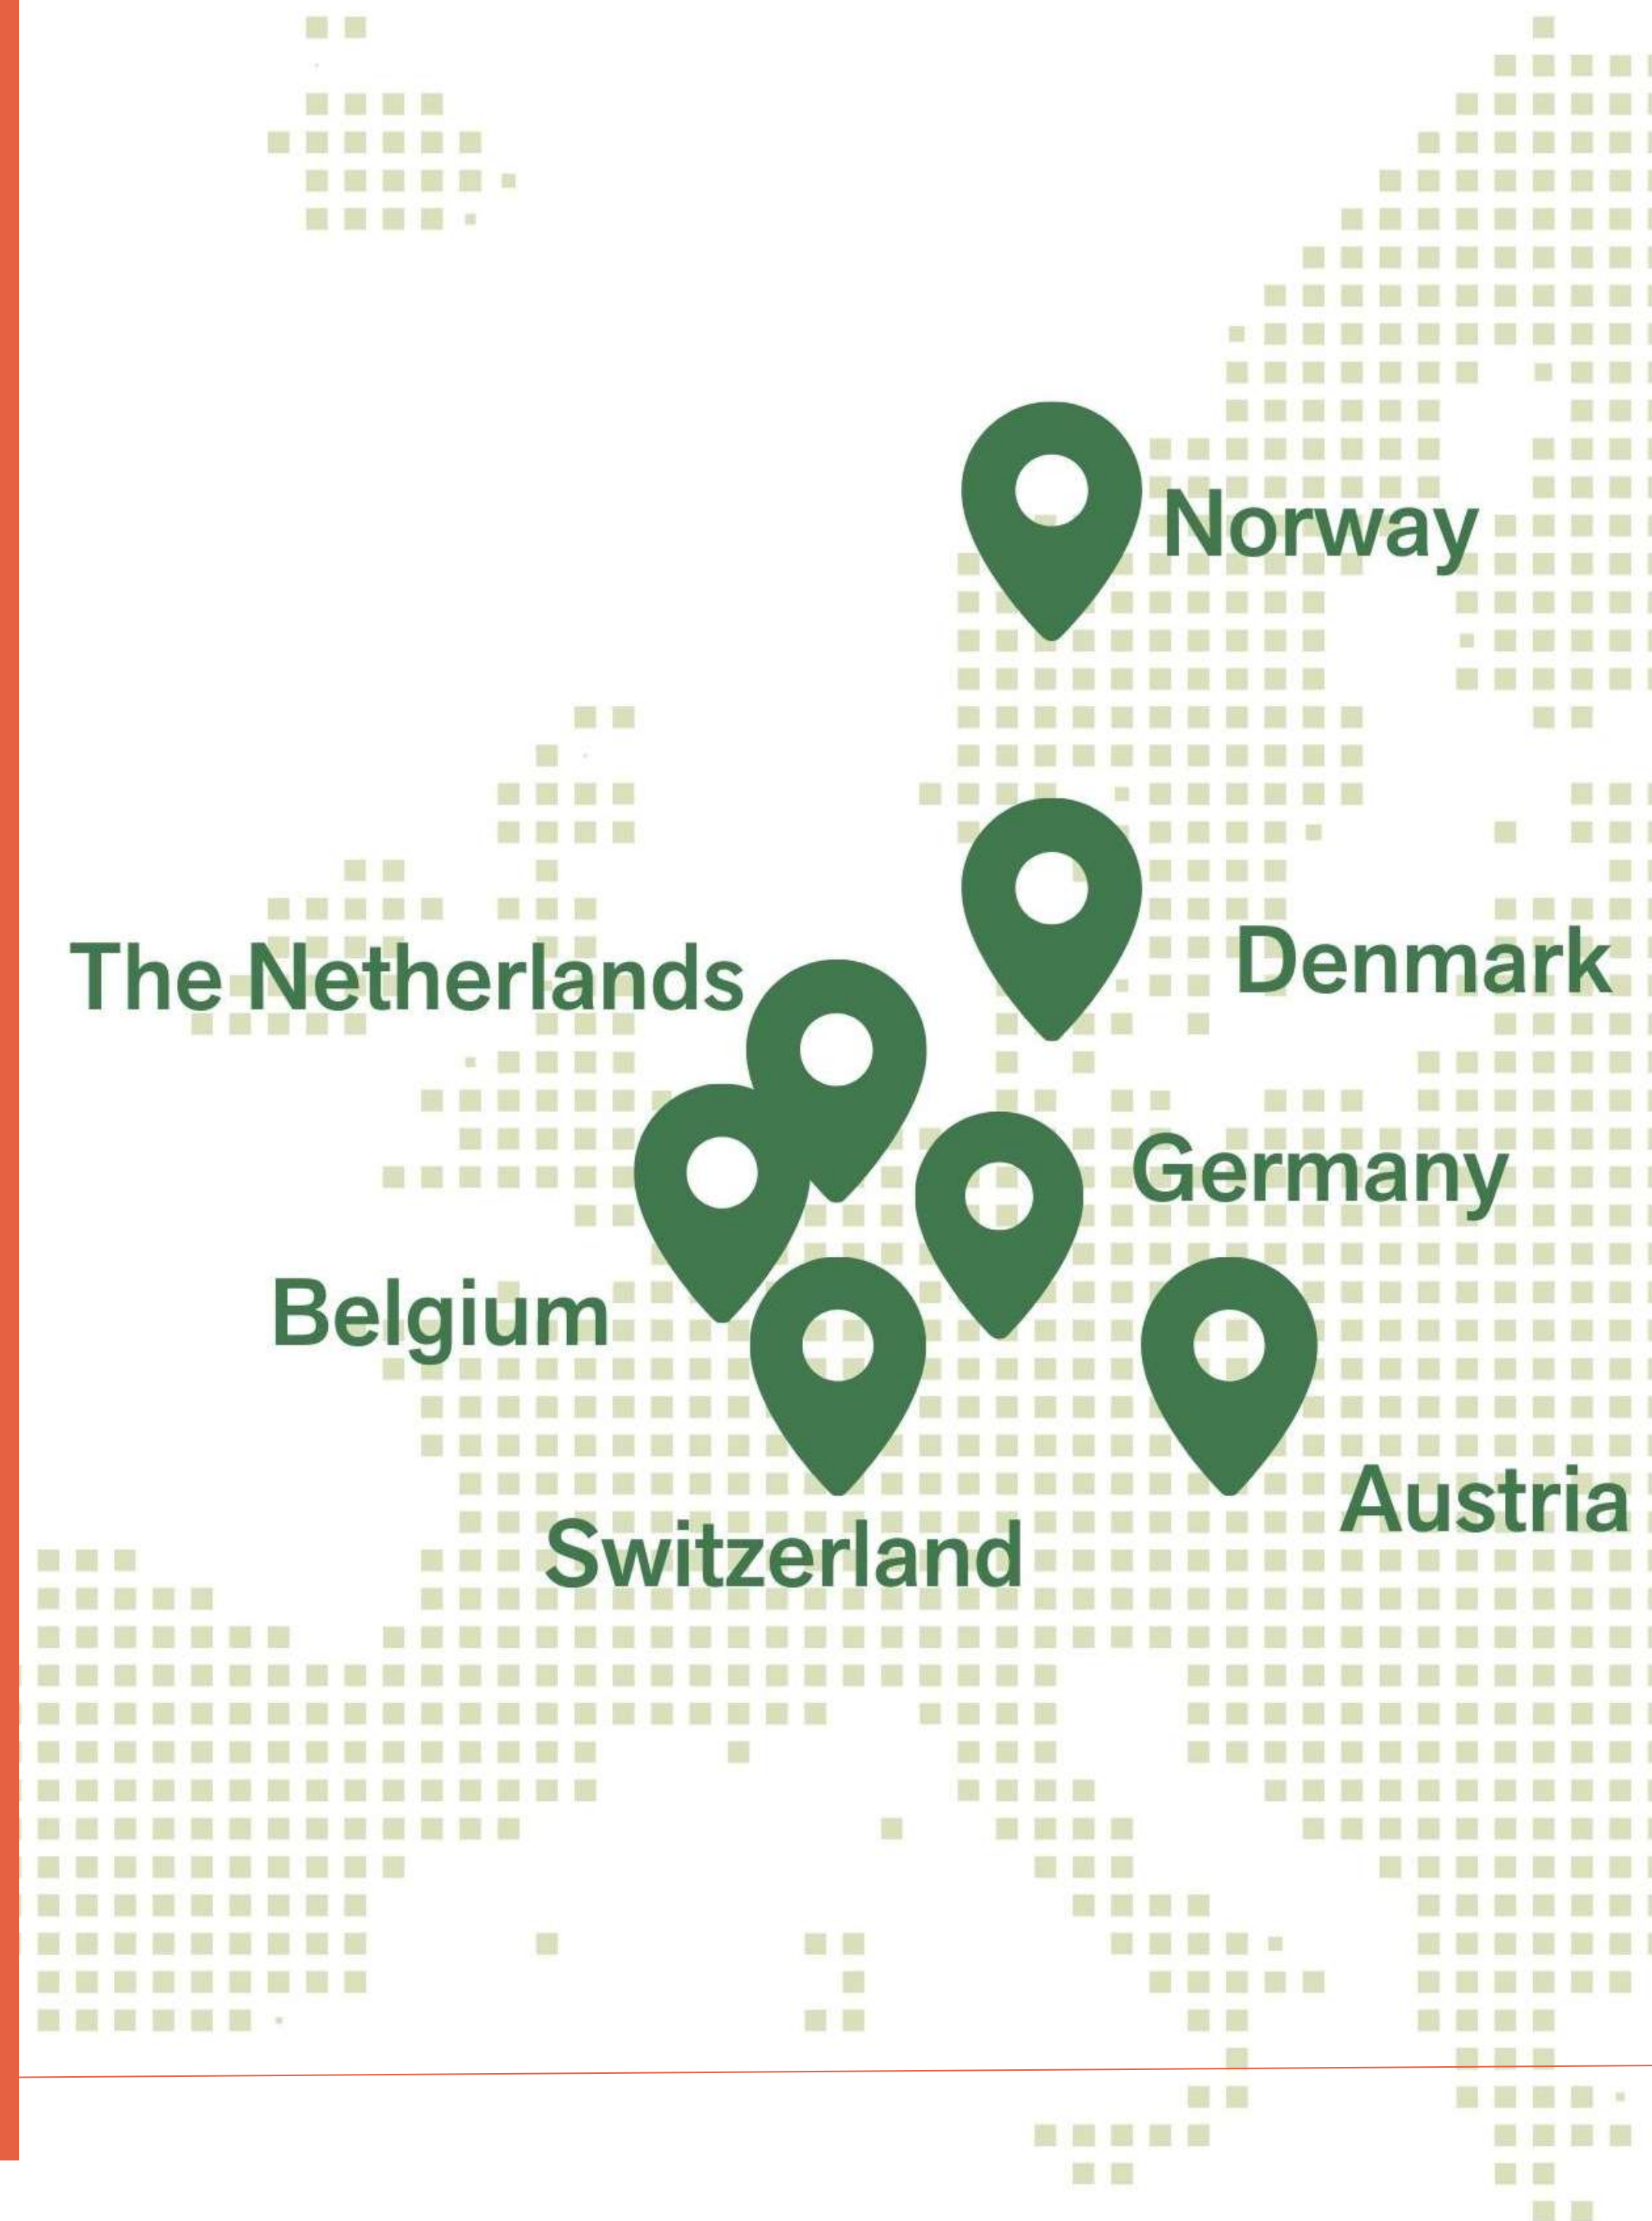 Norway
Denmark
The Netherlands
Germany
Belgium
Austria
Switzerland